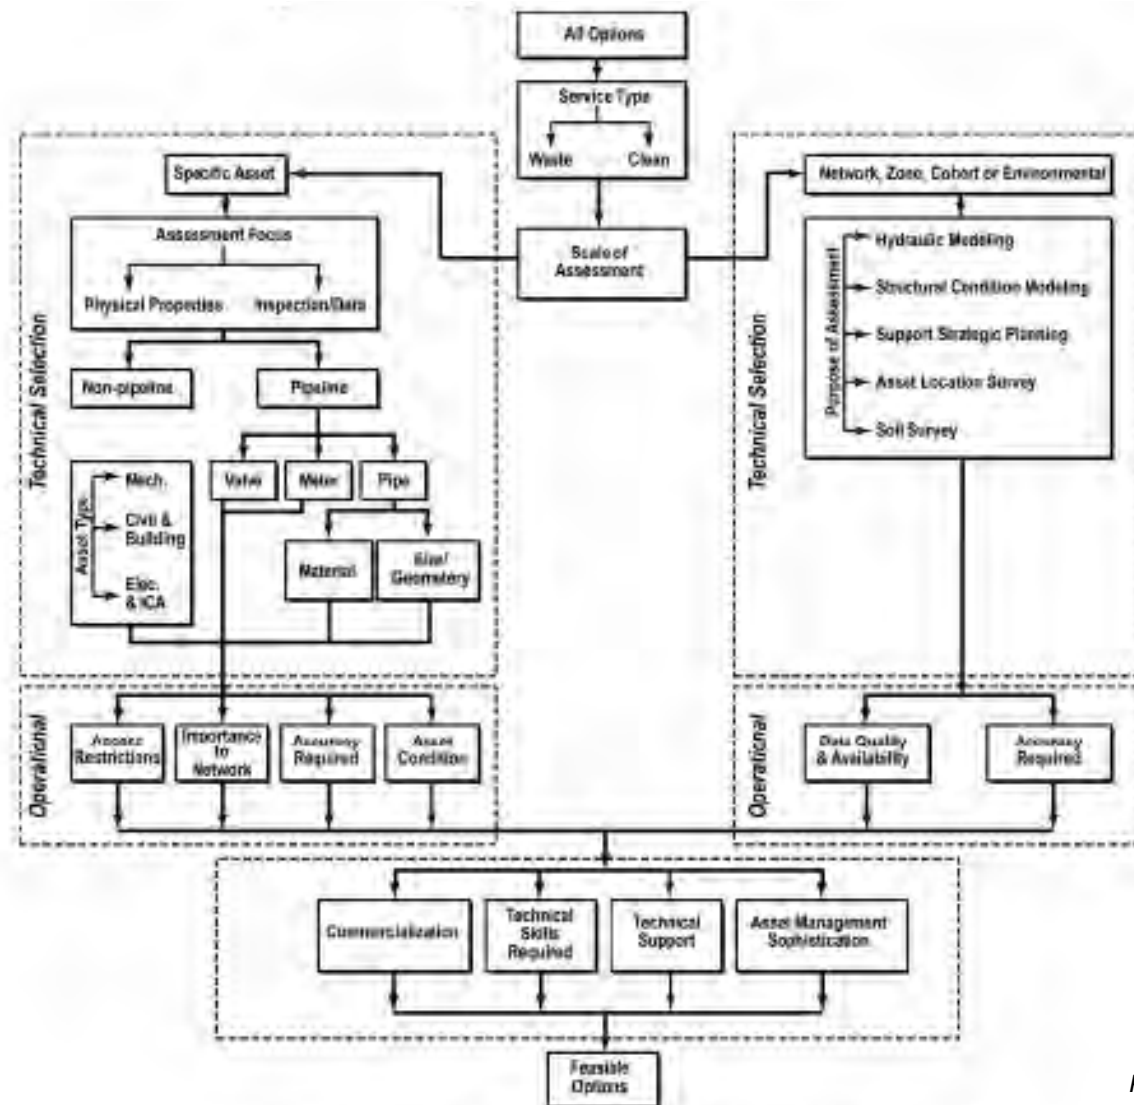 All Options
Service Type
Waste
Clean
Scale of
Assessment
Technical Selection
Specific Asset
Assessment Focus
Physical Properties
Inspection/Data
Non-pipeline
Pipeline
Valve
Meter
Pipe
Asset Type
Mech.
Civil &
Building
Elec.
& ICA
Material
Size/
Geometery
Technical Selection
Network, Zone, Cohort or Environmental
Purpose of Assessment
Hydraulic Modeling
Structural Condition Modeling
Support Strategic Planting
Asset Location Survey
Soil Survey
Operational
Access
Restrictions
Importance to
Network
Accuracy
Required
Asset
Condition
Operational
Data Quality
& Availability
Accuracy
Required
Commercialization
Technical
Skills
Required
Technical
Support
Asset Management
Sophistication
Feasible
Options